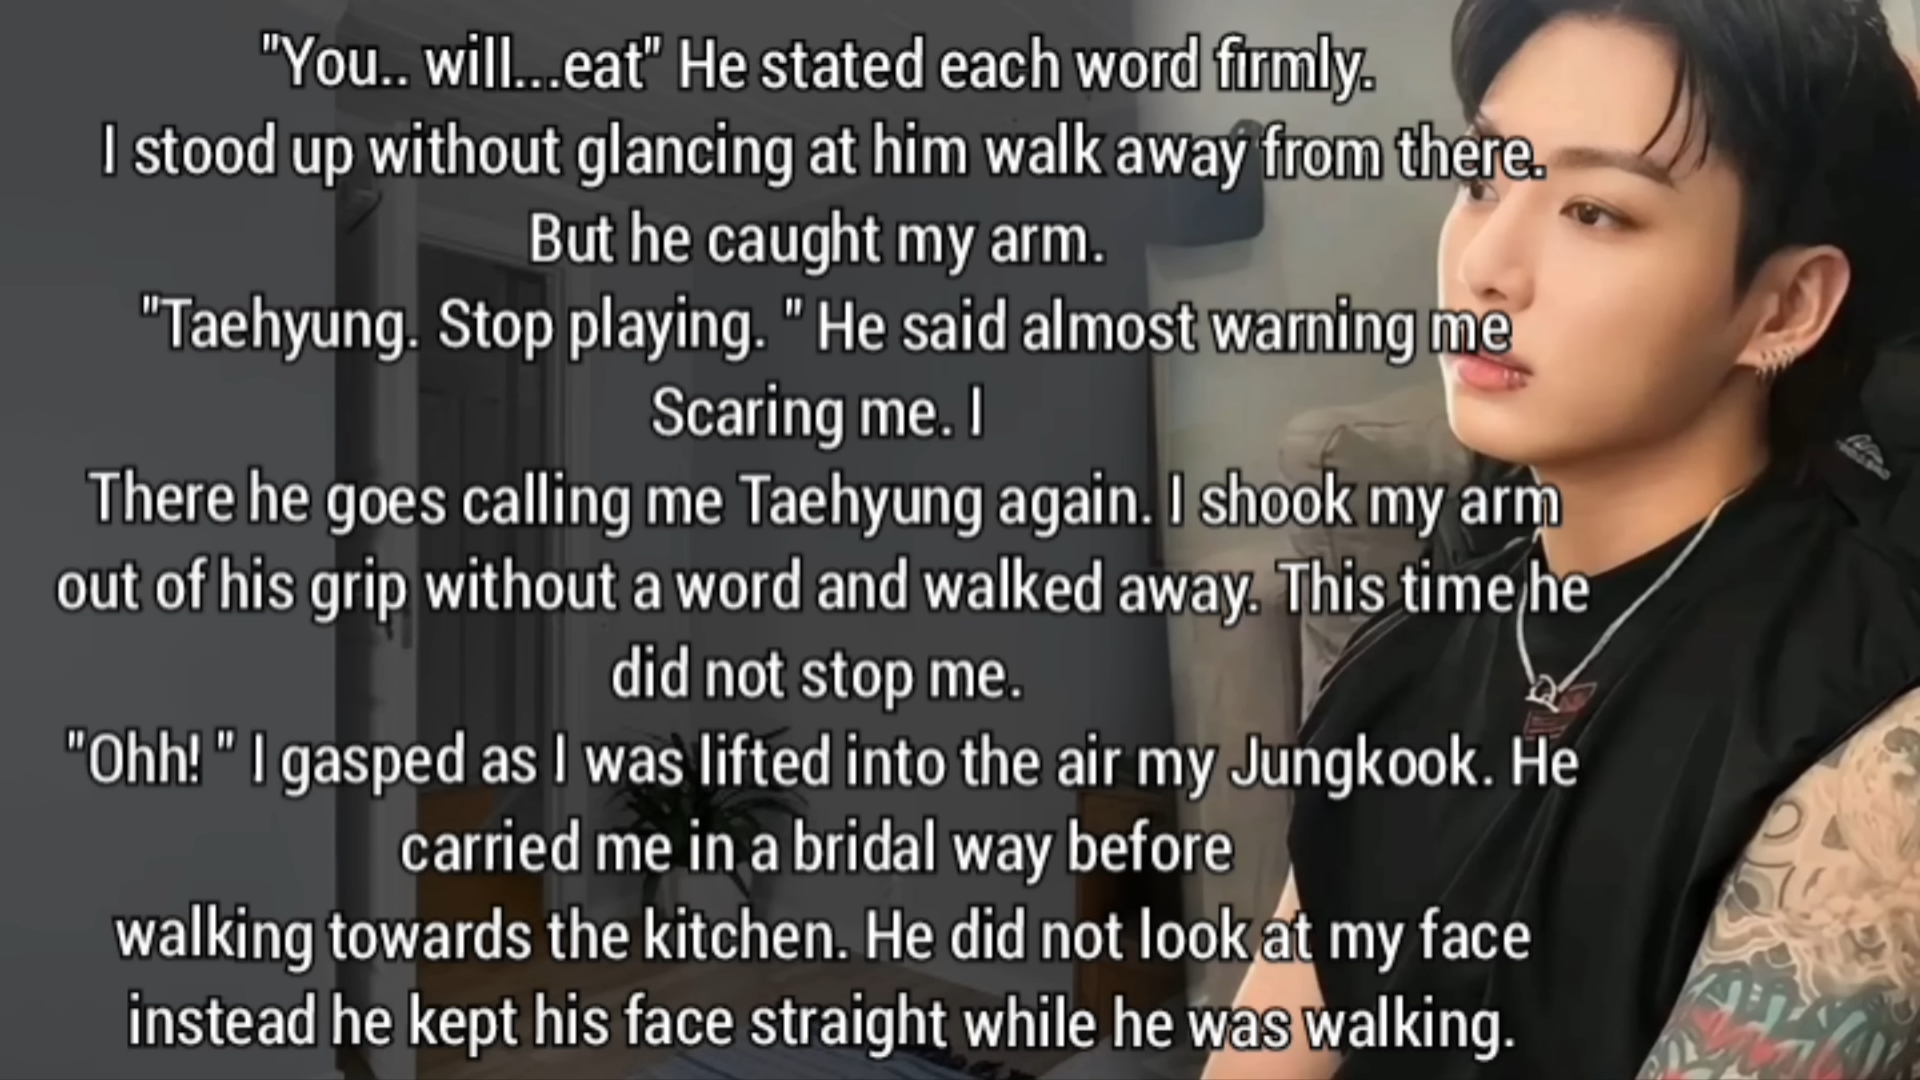 "You.. will...eat" He stated each word firmly.
I stood up without glancing at him walk away from there.
But he caught my arm.
"Taehyung. Stop playing. " He said almost warning me
Scaring me. I
There he goes calling me Taehyung again. I shook my arm
out of his grip without a word and walked away. This time he
did not stop me.
"Ohh! " I gasped as I was lifted into the air my Jungkook. He
carried me in a bridal way before
walking towards the kitchen. He did not look at my face
instead he kept his face straight while he was walking.